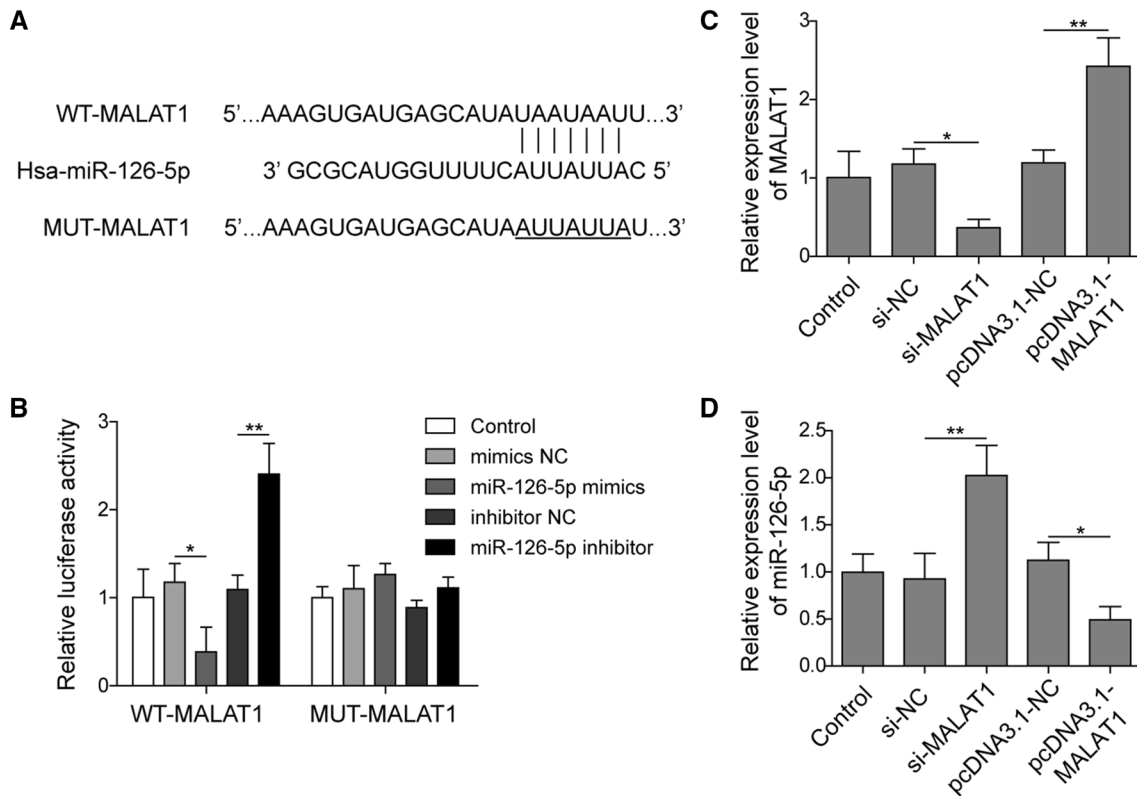 A
WT-MALAT1 5’...AAAGUGAUGAGCAUAUAAUAAUU...3’
Hsa-miR-126-5p 3’ GCGCAUGGUUUUCAUUAUUAC 5’
MUT-MALAT1 5’...AAAGUGAUGAGCAUAAUUAUUAU...3’
B
Relative luciferase activity
3
2
1
0
**
*
Control
mimics NC
miR-126-5p mimics
inhibitor NC
miR-126-5p inhibitor
WT-MALAT1 MUT-MALAT1
C
Relative expression level
of MALAT1
3
2
1
0
*
**
Control
si-NC
si-MALAT1
pcDNA3.1-NC
pcDNA3.1-
MALAT1
D
Relative expression level
of miR-126-5p
2.5
2.0
1.5
1.0
0.5
0.0
**
*
Control
si-NC
si-MALAT1
pcDNA3.1-NC
pcDNA3.1-
MALAT1